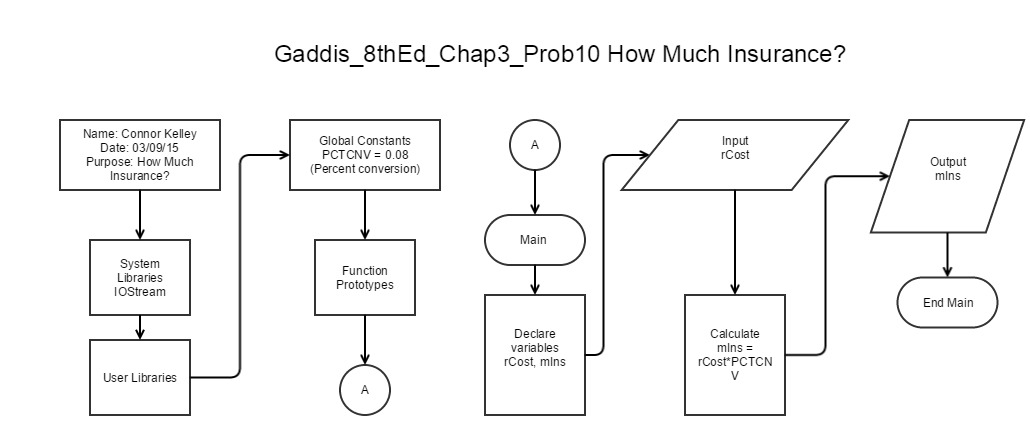 Gaddis_8thEd_Chap3_Prob10 How Much Insurance?
Name: Connor Kelley
Date: 03/09/15
Purpose: How Much
Insurance?
System
Libraries
IOStream
User Libraries
Global Constants
PCTCNV = 0.08
(Percent conversion)
Function
Prototypes
A
A
Main
Declare
variables
rCost, mIns
Input
rCost
Calculate
mIns =
rCost*PCTCN
V
Output
mIns
End Main